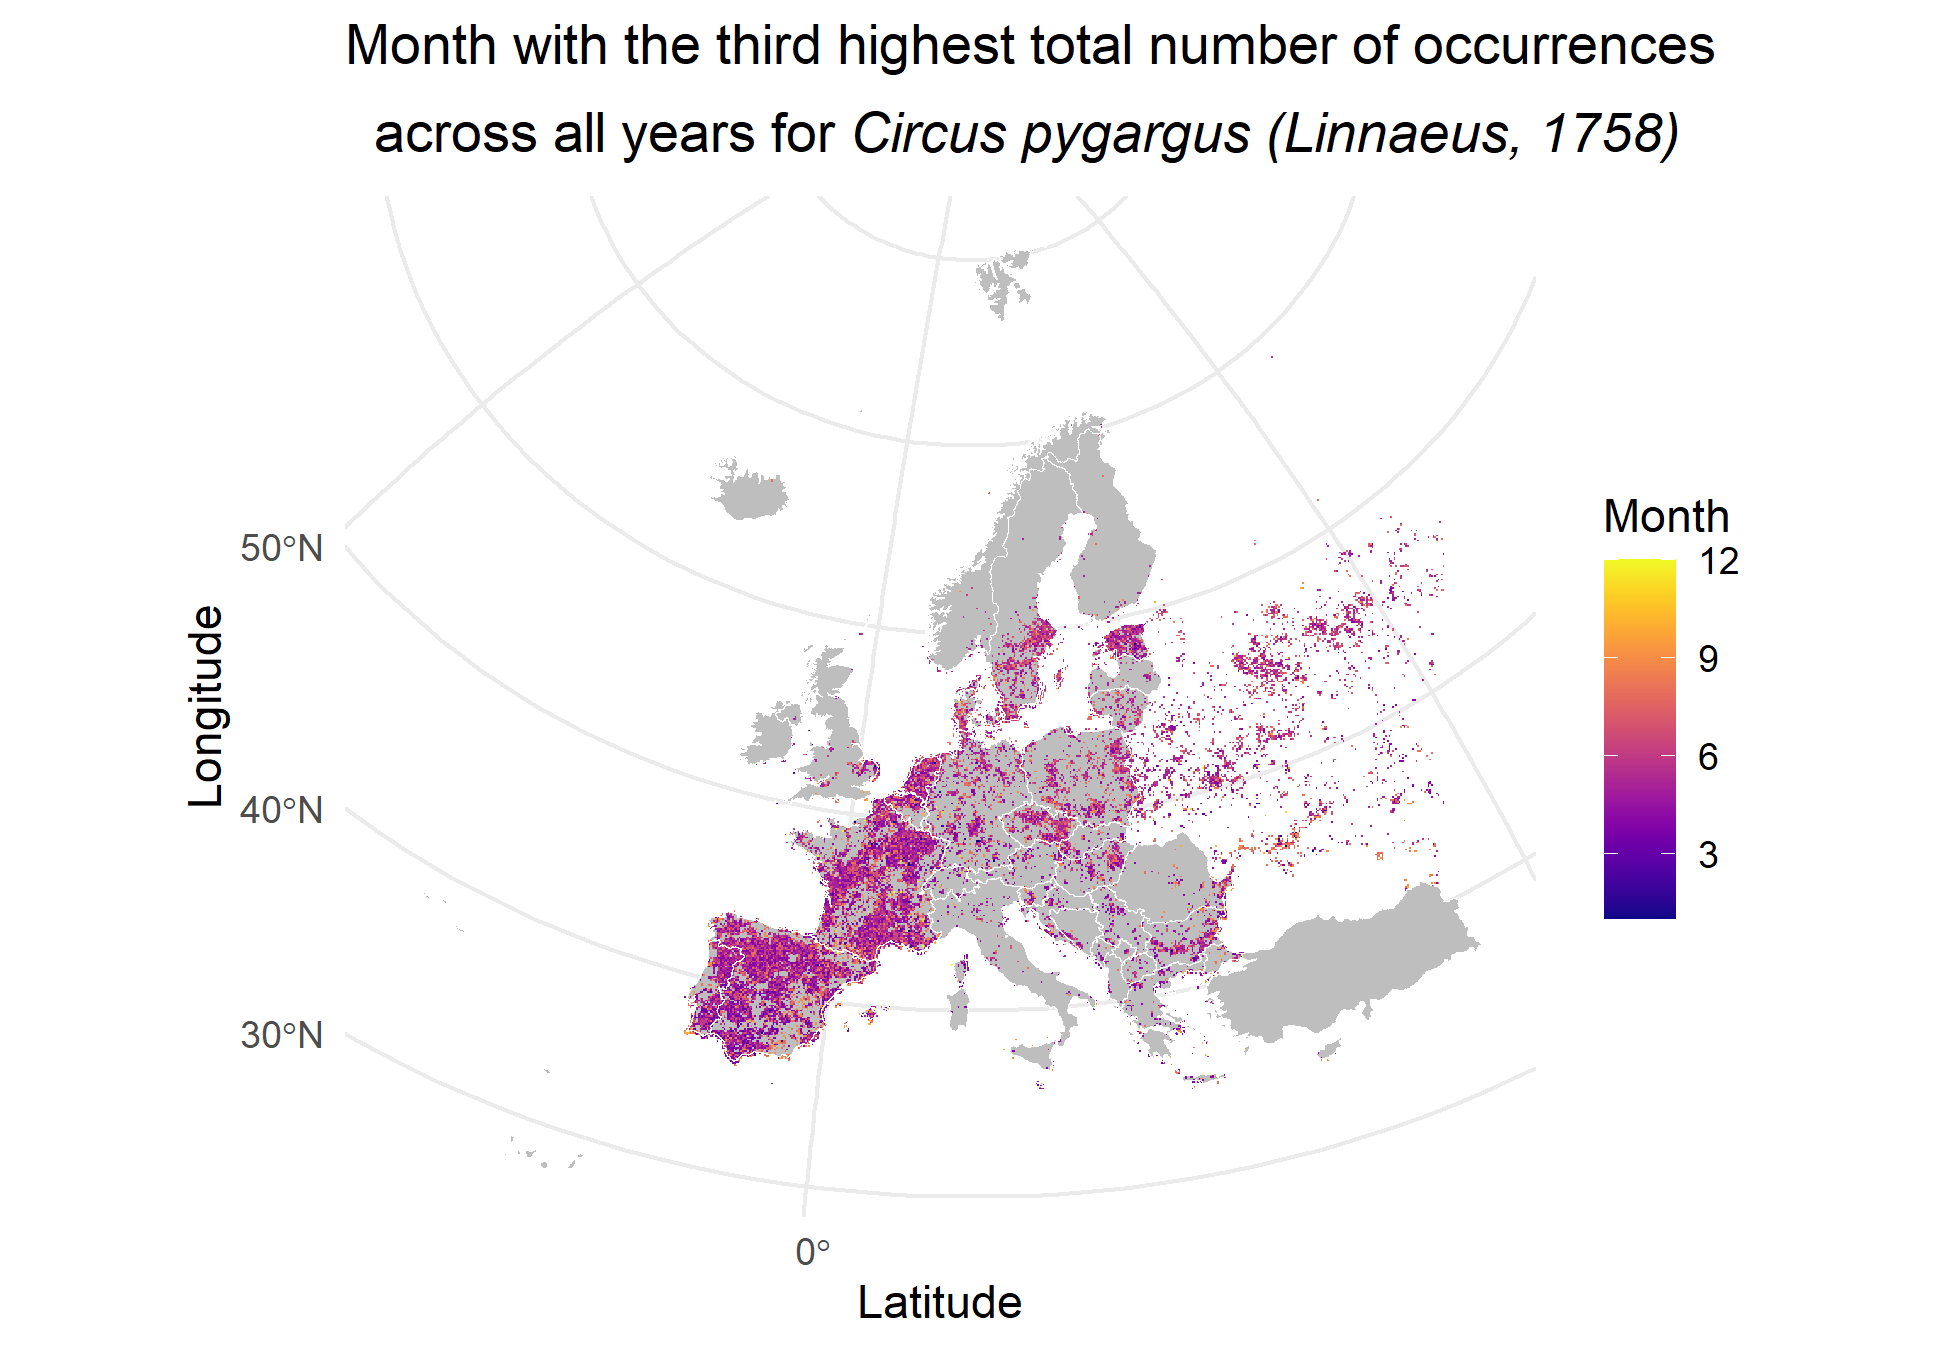 Month with the third highest total number of occurrences
across all years for Circus pygargus (Linnaeus, 1758)
50°N
40°N
30°N
Longitude
0°
Latitude
Month
12
9
6
3